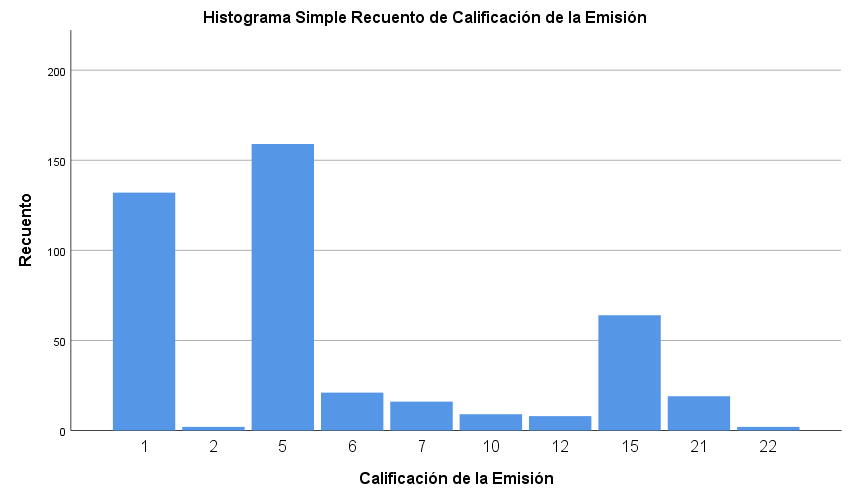 Histograma Simple Recuento de Calificación de la Emisión
200
150
100
50
0
Recuento
1 2 5 6 7 10 12 15 21 22
Calificación de la Emisión